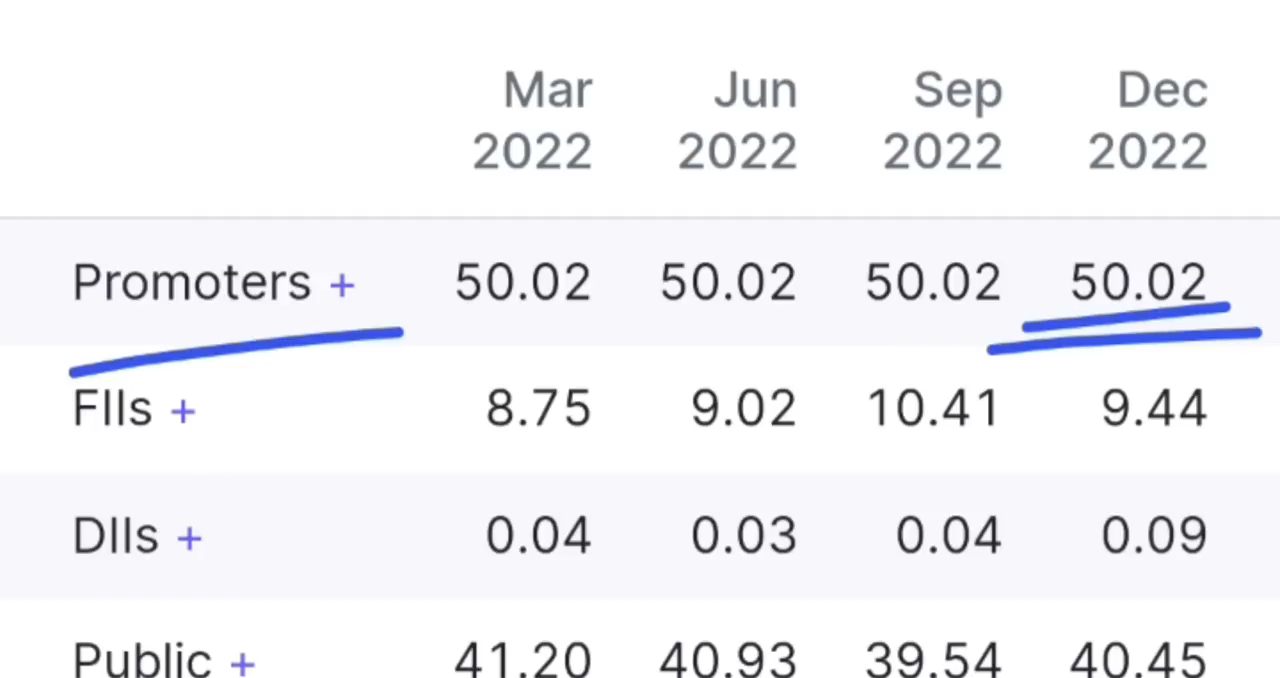 Mar Jun Sep Dec
2022 2022 2022 2022
Promoters + 50.02 50.02 50.02 50.02
FIIs + 8.75 9.02 10.41 9.44
DIIs + 0.04 0.03 0.04 0.09
Public + 41.20 40.93 39.54 40.45